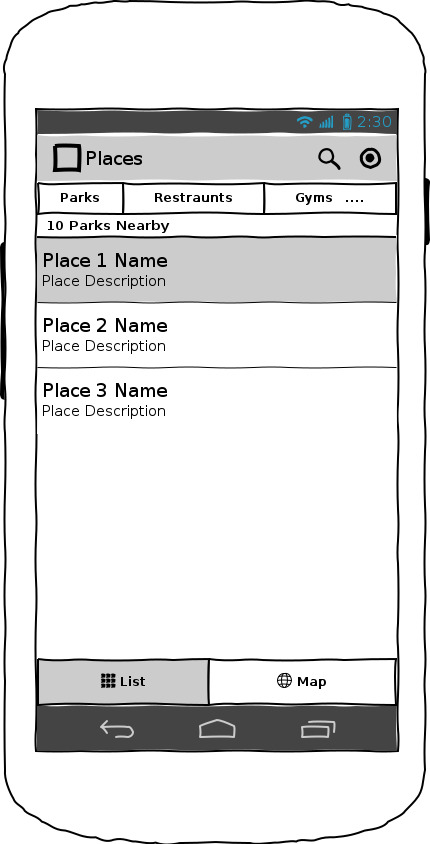 2:30
Places
Parks Restraunts Gyms ....
10 Parks Nearby
Place 1 Name
Place Description
Place 2 Name
Place Description
Place 3 Name
Place Description
List Map